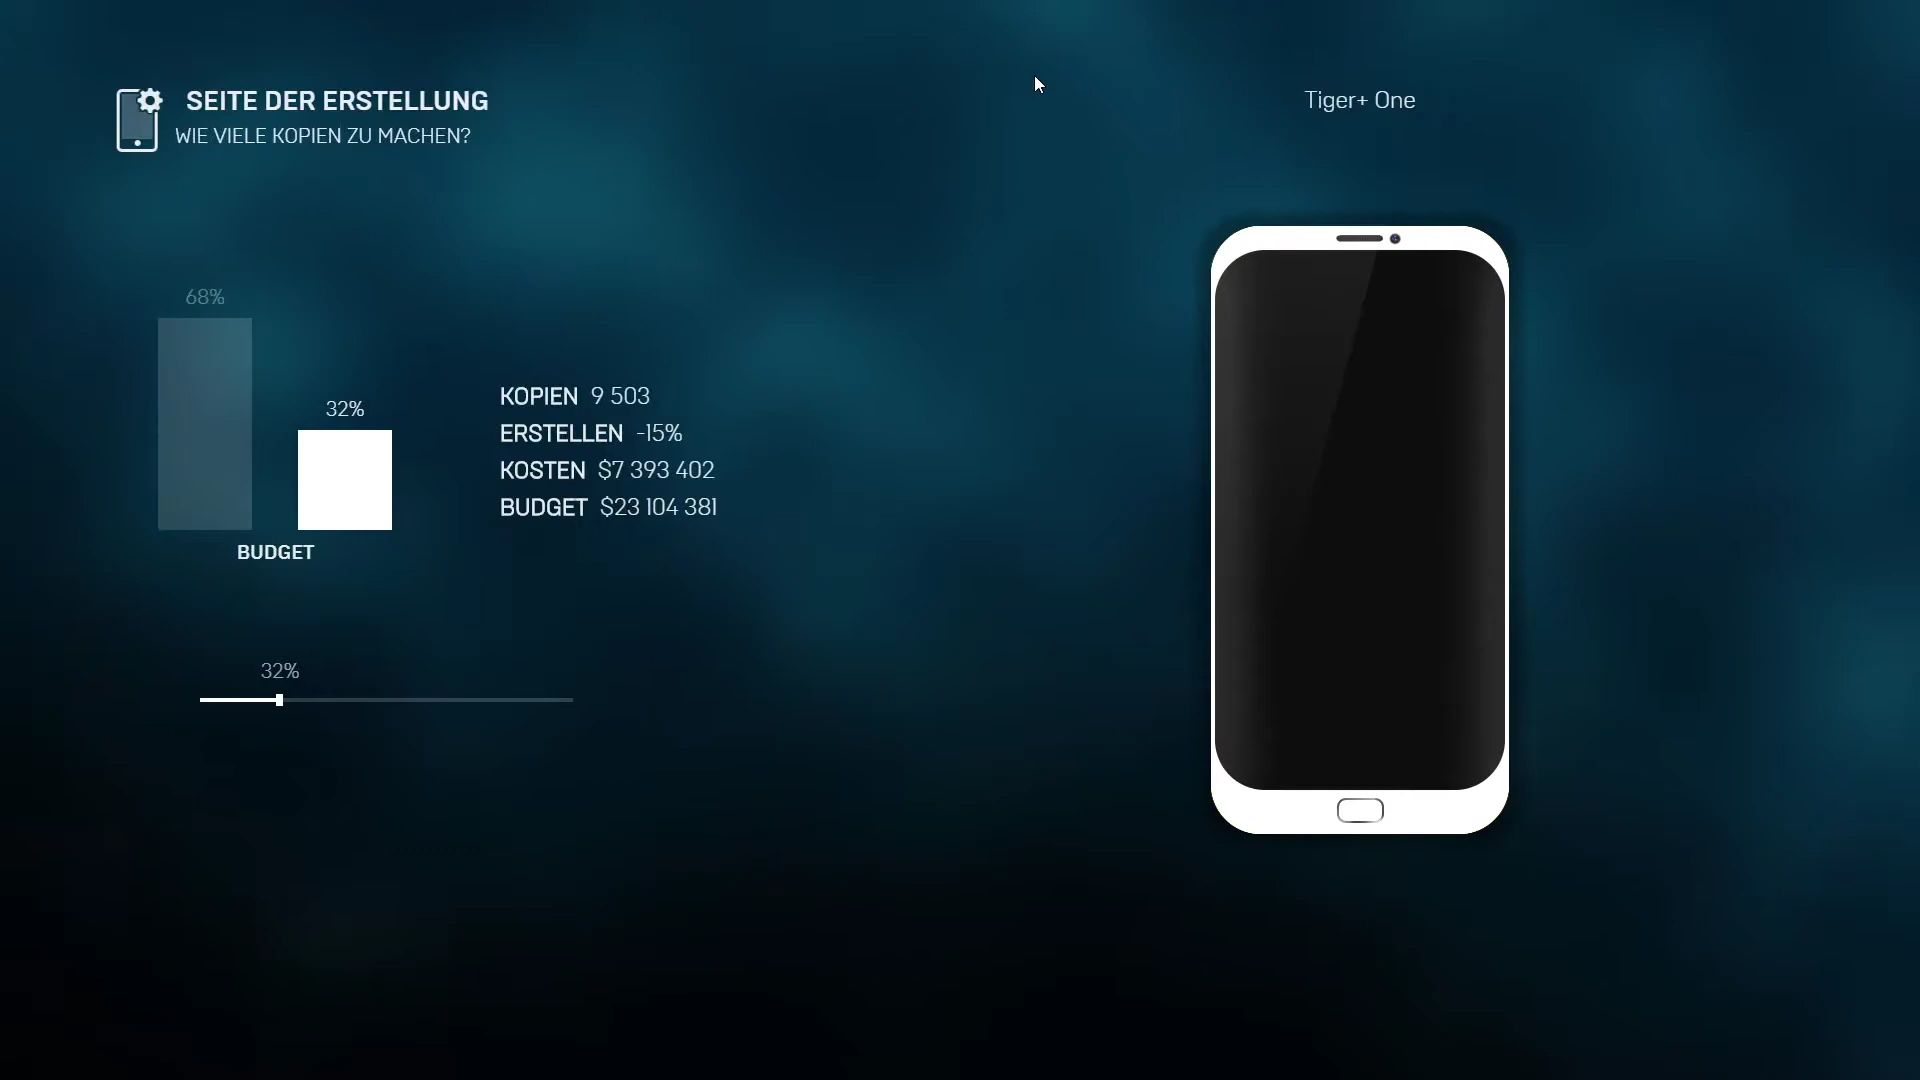 SEITE DER ERSTELLUNG
WIE VIELE KOPIEN ZU MACHEN?
Tiger+ One
68%
32%
BUDGET
KOPIEN 9 503
ERSTELLEN -15%
KOSTEN $7 393 402
BUDGET $23 104 381
32%